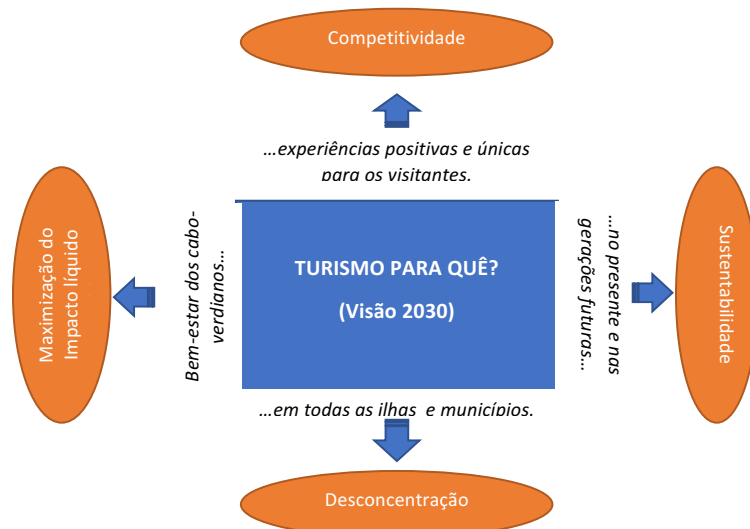 Competitividade
...experiências positivas e únicas
para os visitantes.
Maximização do
Impacto líquido
Bem-estar dos cabo-
verdianos...
TURISMO PARA QUÊ?
(Visão 2030)
...no presente e nas
gerações futuras...
Sustentabilidade
...em todas as ilhas e municípios.
Desconcentração